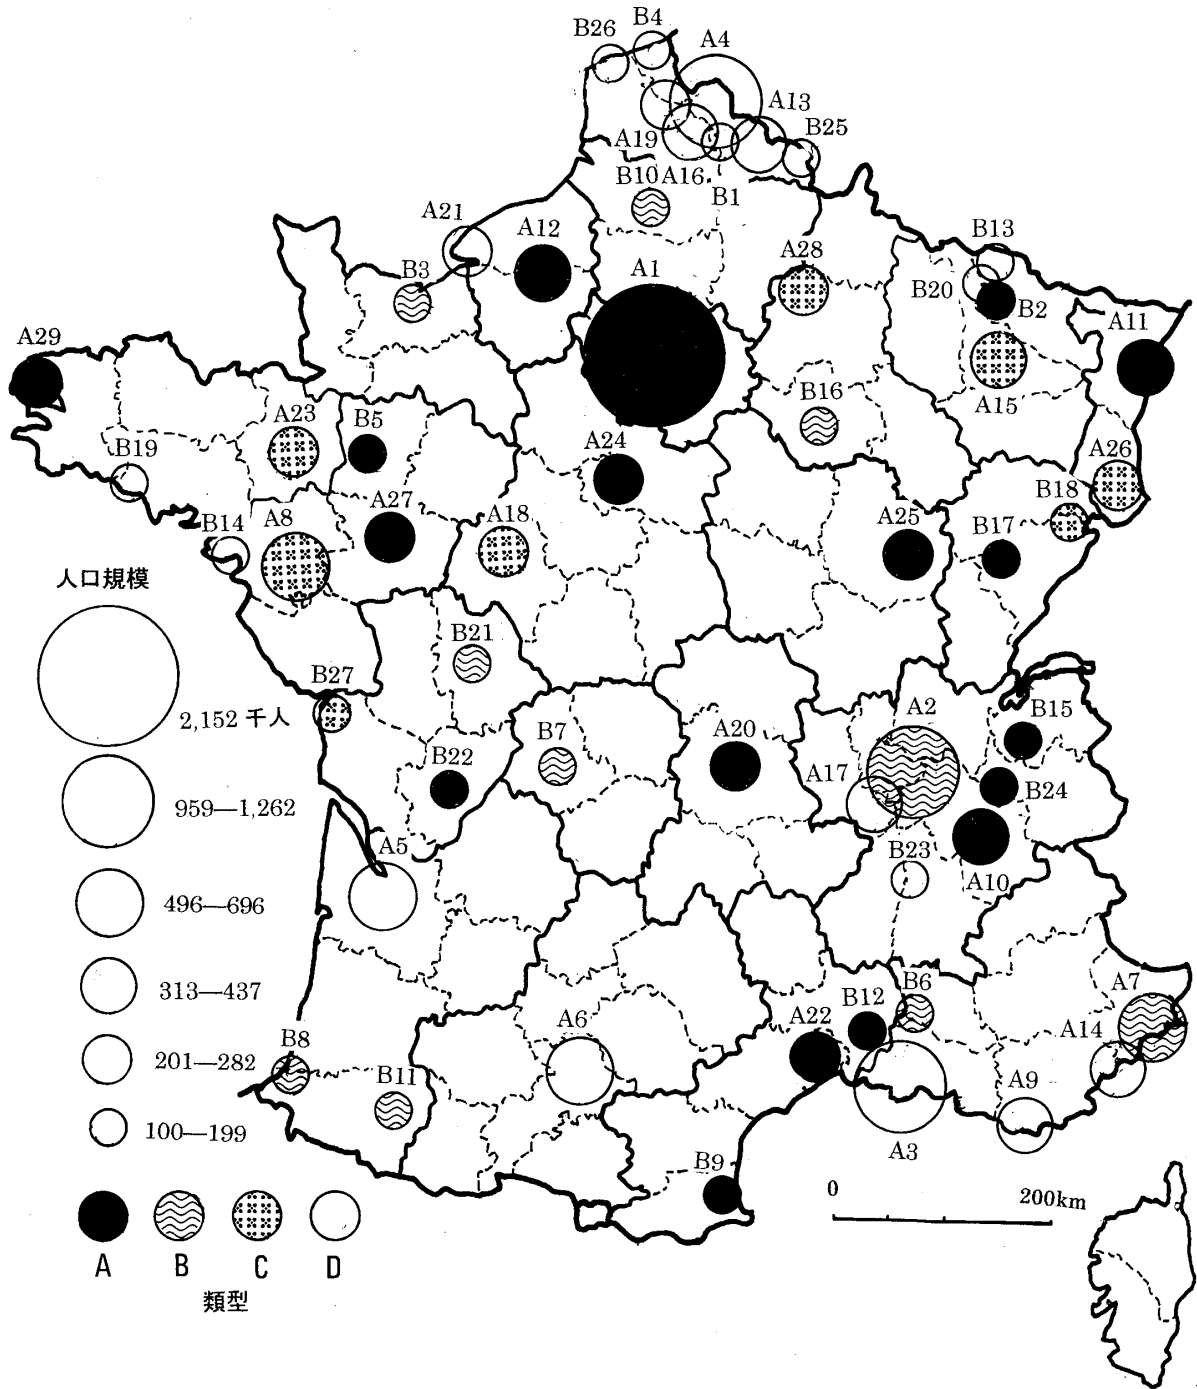 B26 B4
A4
A13
B25
A19
B10 A16
B1
A21 A12
B13
A28
B3 A1
B20
B2
A11
A29
B16
A15
A23 B5
A24
A26
B19
B18
B14 A8 A27 A18
A25 B17
人口規模
B21
B27
2,152 千人
A2
B15
B7 A20
B22
A17
B24
959—1,262
A5
B23
A10
496—696
313—437
B6 A7
B12
A22
A6
A14
B8
201—282
B11
A9
100—199
A3
B9
0 200km
A B C D
類型